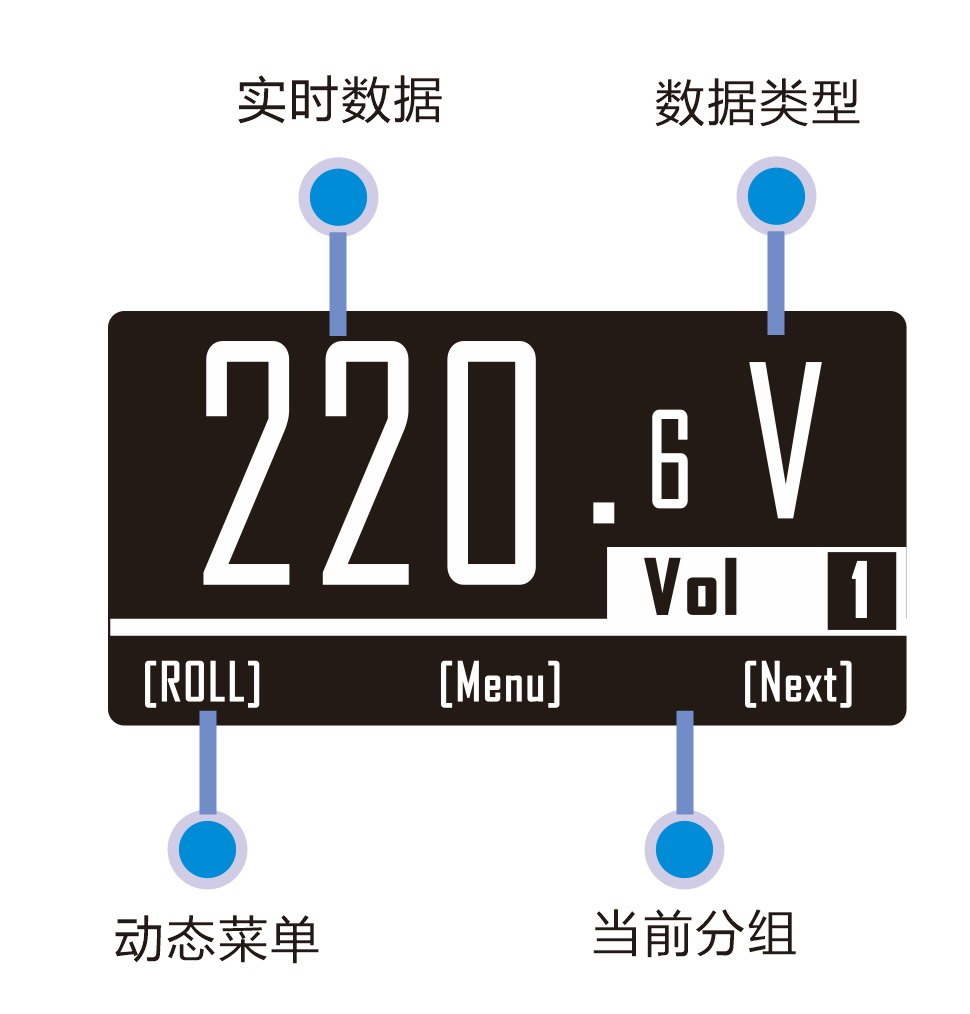 实时数据 数据类型
220.6 V
Vol 1
[ROLL] [Menu] [Next]
动态菜单 当前分组